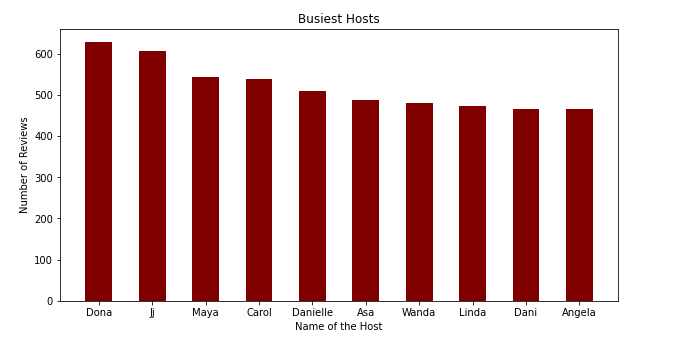 Busiest Hosts
Number of Reviews
600
500
400
300
200
100
0
Dona Jj Maya Carol Danielle Asa Wanda Linda Dani Angela
Name of the Host